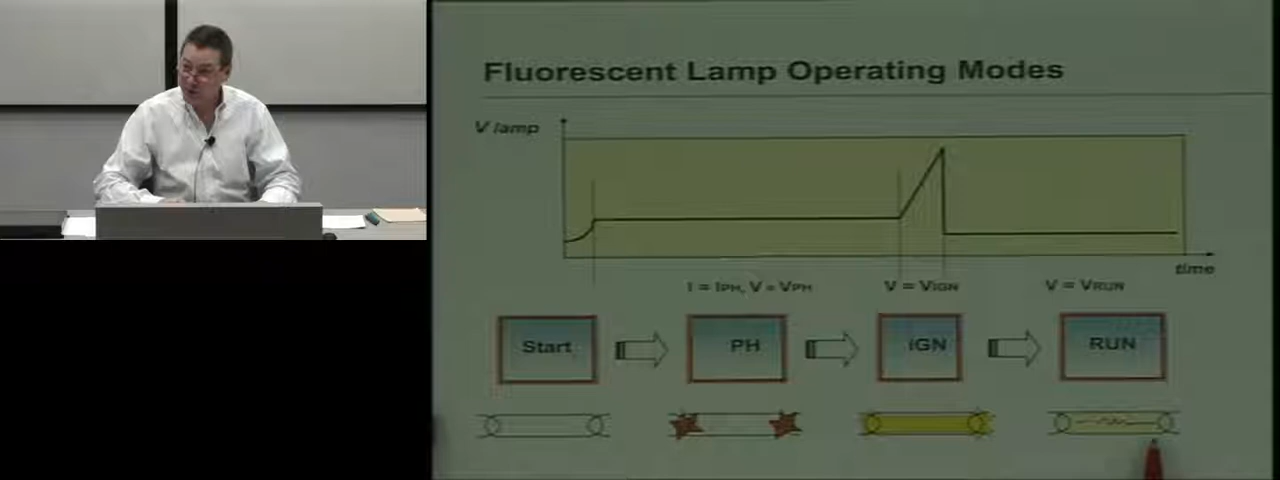 Fluorescent Lamp Operating Modes
V lamp
time
I = IPH, V = VPH
V = VIGN
V = VRUN
Start
PH
IGN
RUN